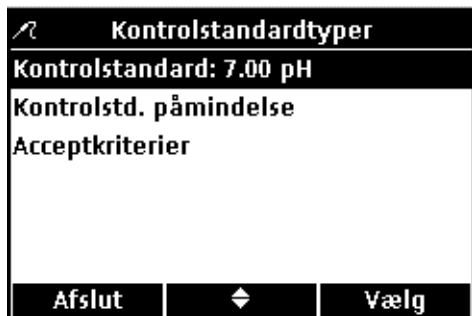 Kontrolstandardtyper
Kontrolstandard: 7.00 pH
Kontrolstd. påmindelse
Acceptkriterier
Afslut Vælg